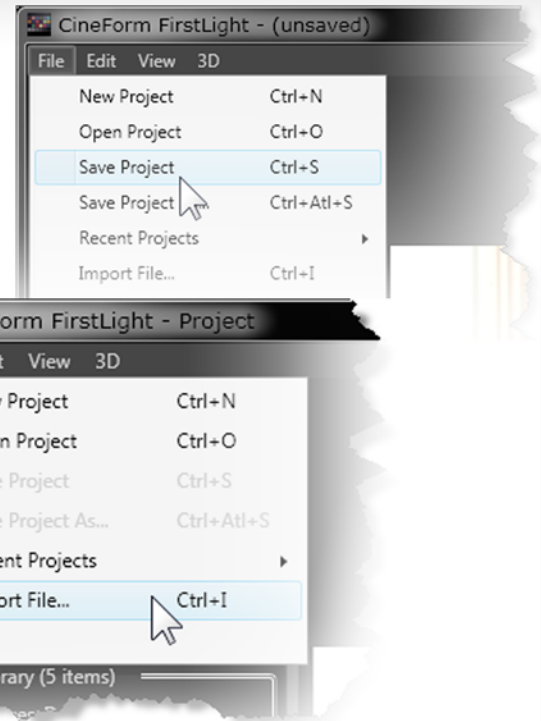 CineForm FirstLight - (unsaved)
File Edit View 3D
New Project Ctrl+N
Open Project Ctrl+O
Save Project Ctrl+S
Save Project Ctrl+Atl+S
Recent Projects
Import File... Ctrl+I
orm FirstLight - Project
t View 3D
Project Ctrl+N
n Project Ctrl+O
e Project Ctrl+S
e Project As... Ctrl+Atl+S
ent Projects
ort File... Ctrl+I
rary (5 items)